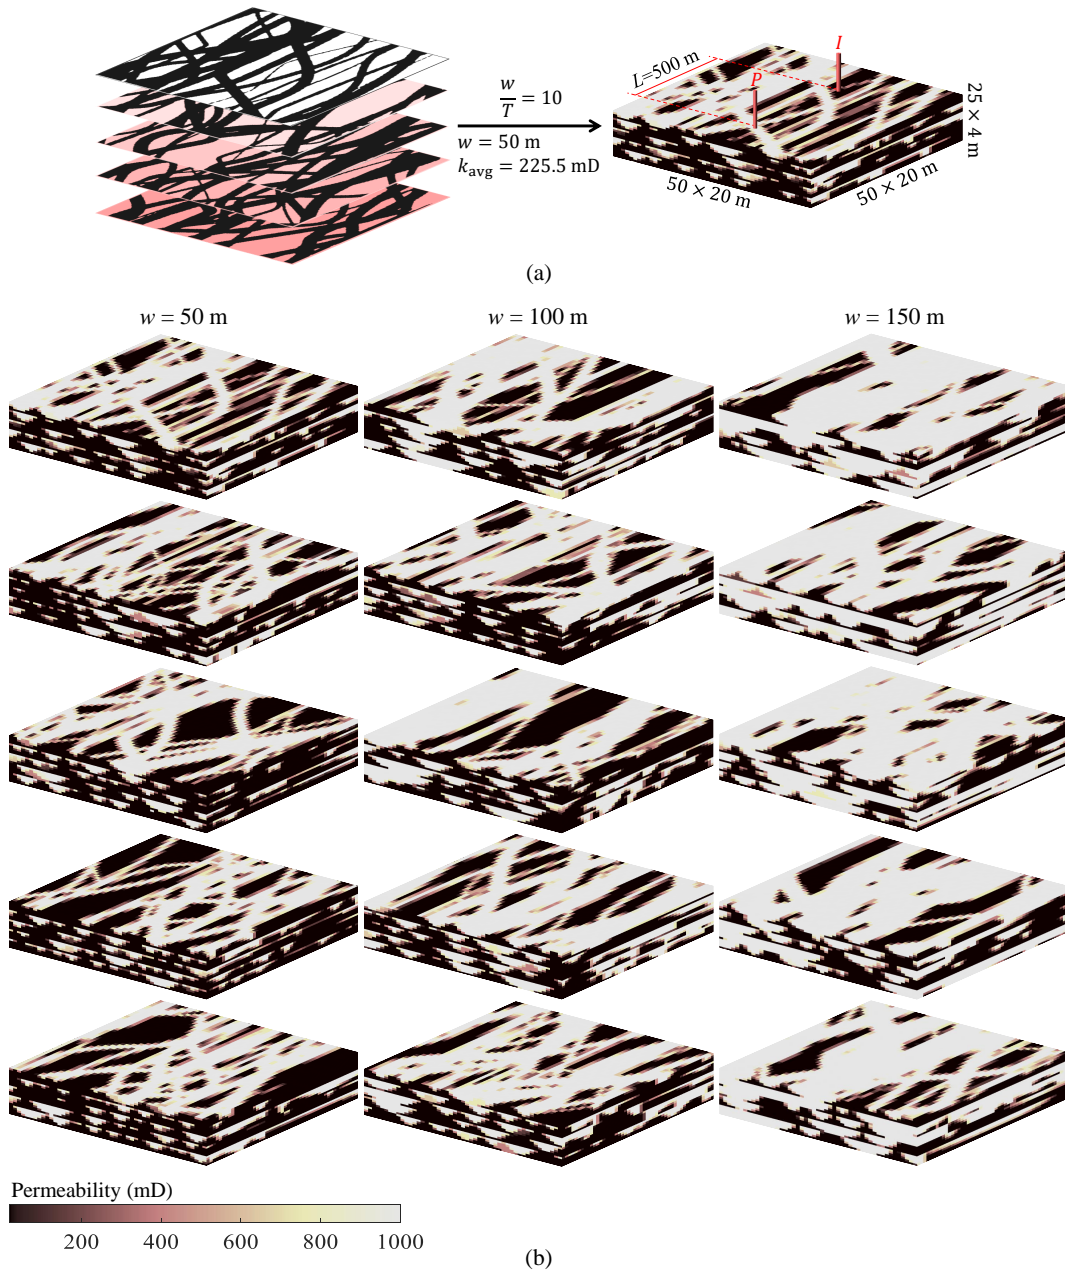 w/T = 10
w = 50 m
k_avg = 225.5 mD
L=500 m
P
I
25 × 4 m
50 × 20 m
50 × 20 m
(a)
w = 50 m
w = 100 m
w = 150 m
Permeability (mD)
200
400
600
800
1000
(b)